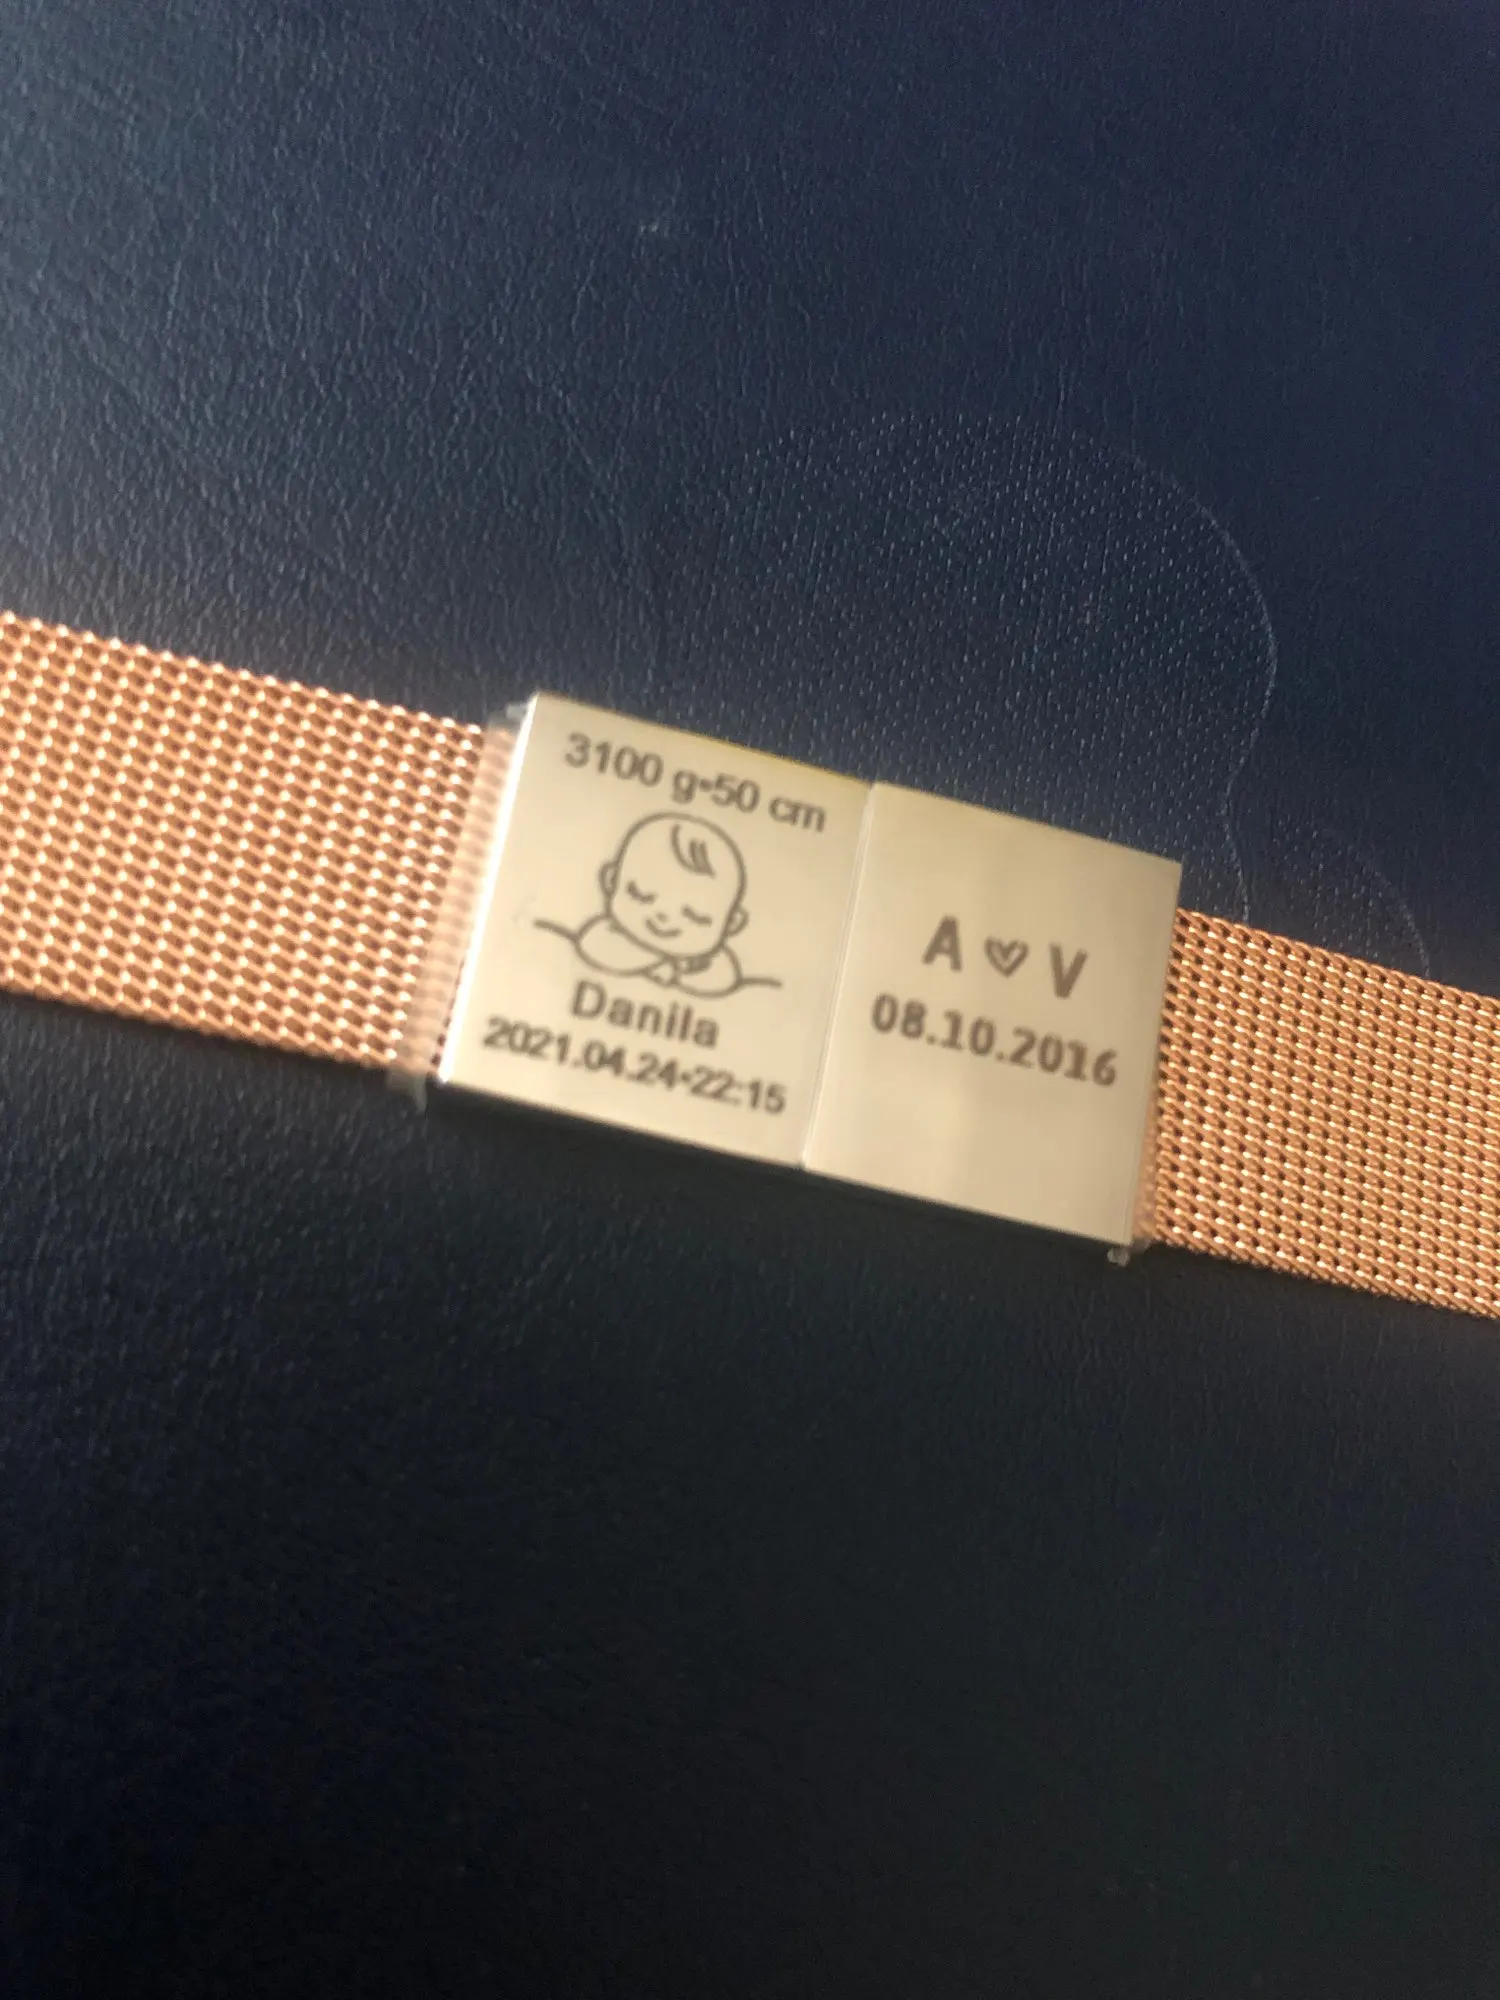 3100 g•50 cm
Danila
2021.04.24•22:15
A ♥ V
08.10.2016